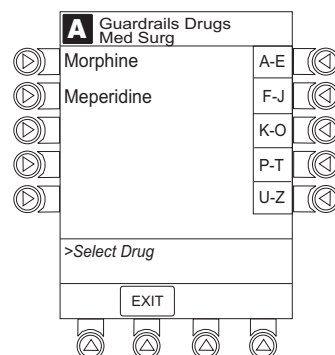 A Guardrails Drugs
Med Surg
Morphine A-E
Meperidine F-J
K-O
P-T
U-Z
>Select Drug
EXIT